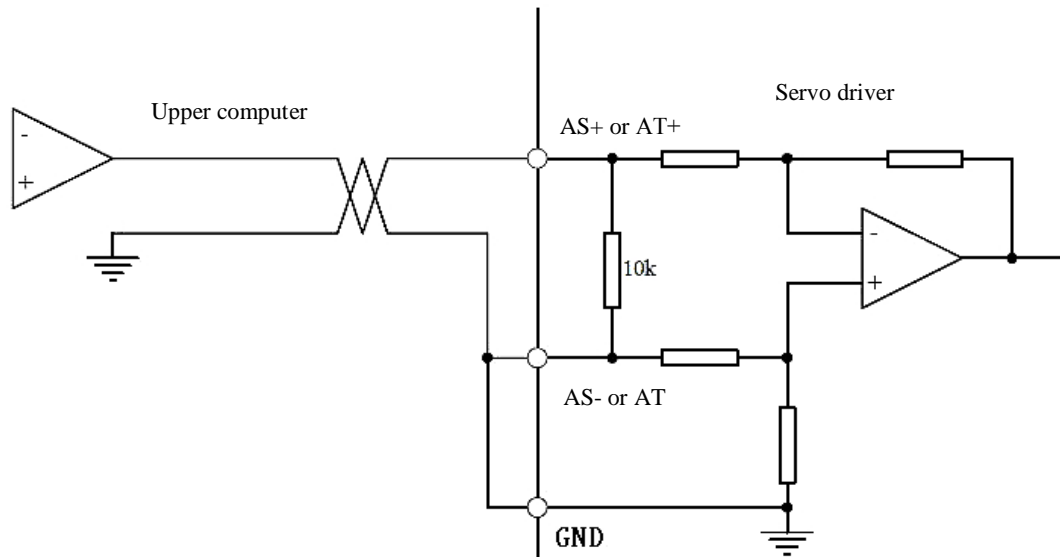 Upper computer
Servo driver
AS+ or AT+
-
+
10k
-
+
AS- or AT
GND